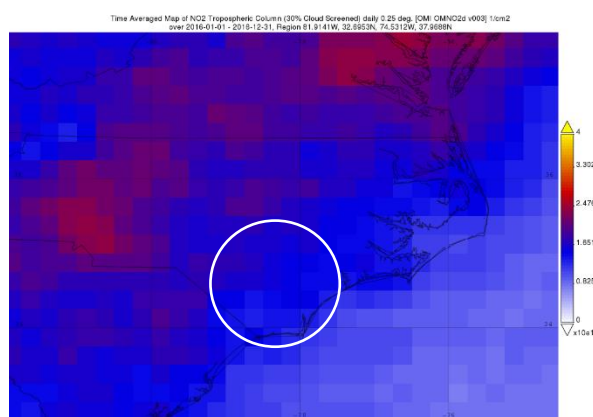 Time Averaged Map of NO2 Tropospheric Column (30% Cloud Screened) daily 0.25 deg. [OMI OMNO2d v003] 1/cm2
over 2016-01-01 - 2016-12-31, Region 81.9141W, 32.8953N, 74.5312W, 37.9688N
4
3.302
2.476
1.651
0.825
0
x10e1